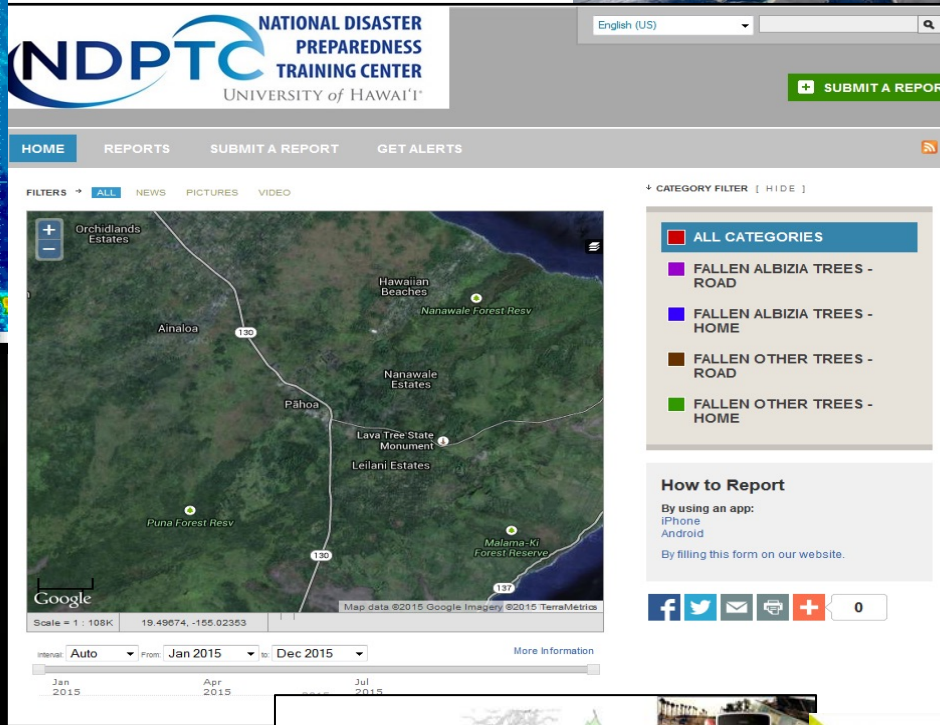 NDPTC
NATIONAL DISASTER
PREPAREDNESS
TRAINING CENTER
UNIVERSITY of HAWAI‘I
English (US)
SUBMIT A REPOR
HOME REPORTS SUBMIT A REPORT GET ALERTS
FILTERS → ALL NEWS PICTURES VIDEO
CATEGORY FILTER [ HIDE ]
ALL CATEGORIES
FALLEN ALBIZIA TREES -
ROAD
FALLEN ALBIZIA TREES -
HOME
FALLEN OTHER TREES -
ROAD
FALLEN OTHER TREES -
HOME
+
−
Orchidlands
Estates
Hawaiian
Beaches
Nanawale Forest Resv
Ainaloa
130
Nanawale
Estates
Pāhoa
Lava Tree State
Monument
Leilani Estates
Puna Forest Resv
Malama-Ki
Forest Reserve
130
137
Google
Map data ©2015 Google Imagery ©2015 TerraMetrics
Scale = 1 : 108K 19.49674, -155.02353
Interval: Auto From: Jan 2015 to: Dec 2015 More Information
Jan Apr Jul
2015 2015 2015 2015
How to Report
By using an app:
iPhone
Android
By filling this form on our website.
0